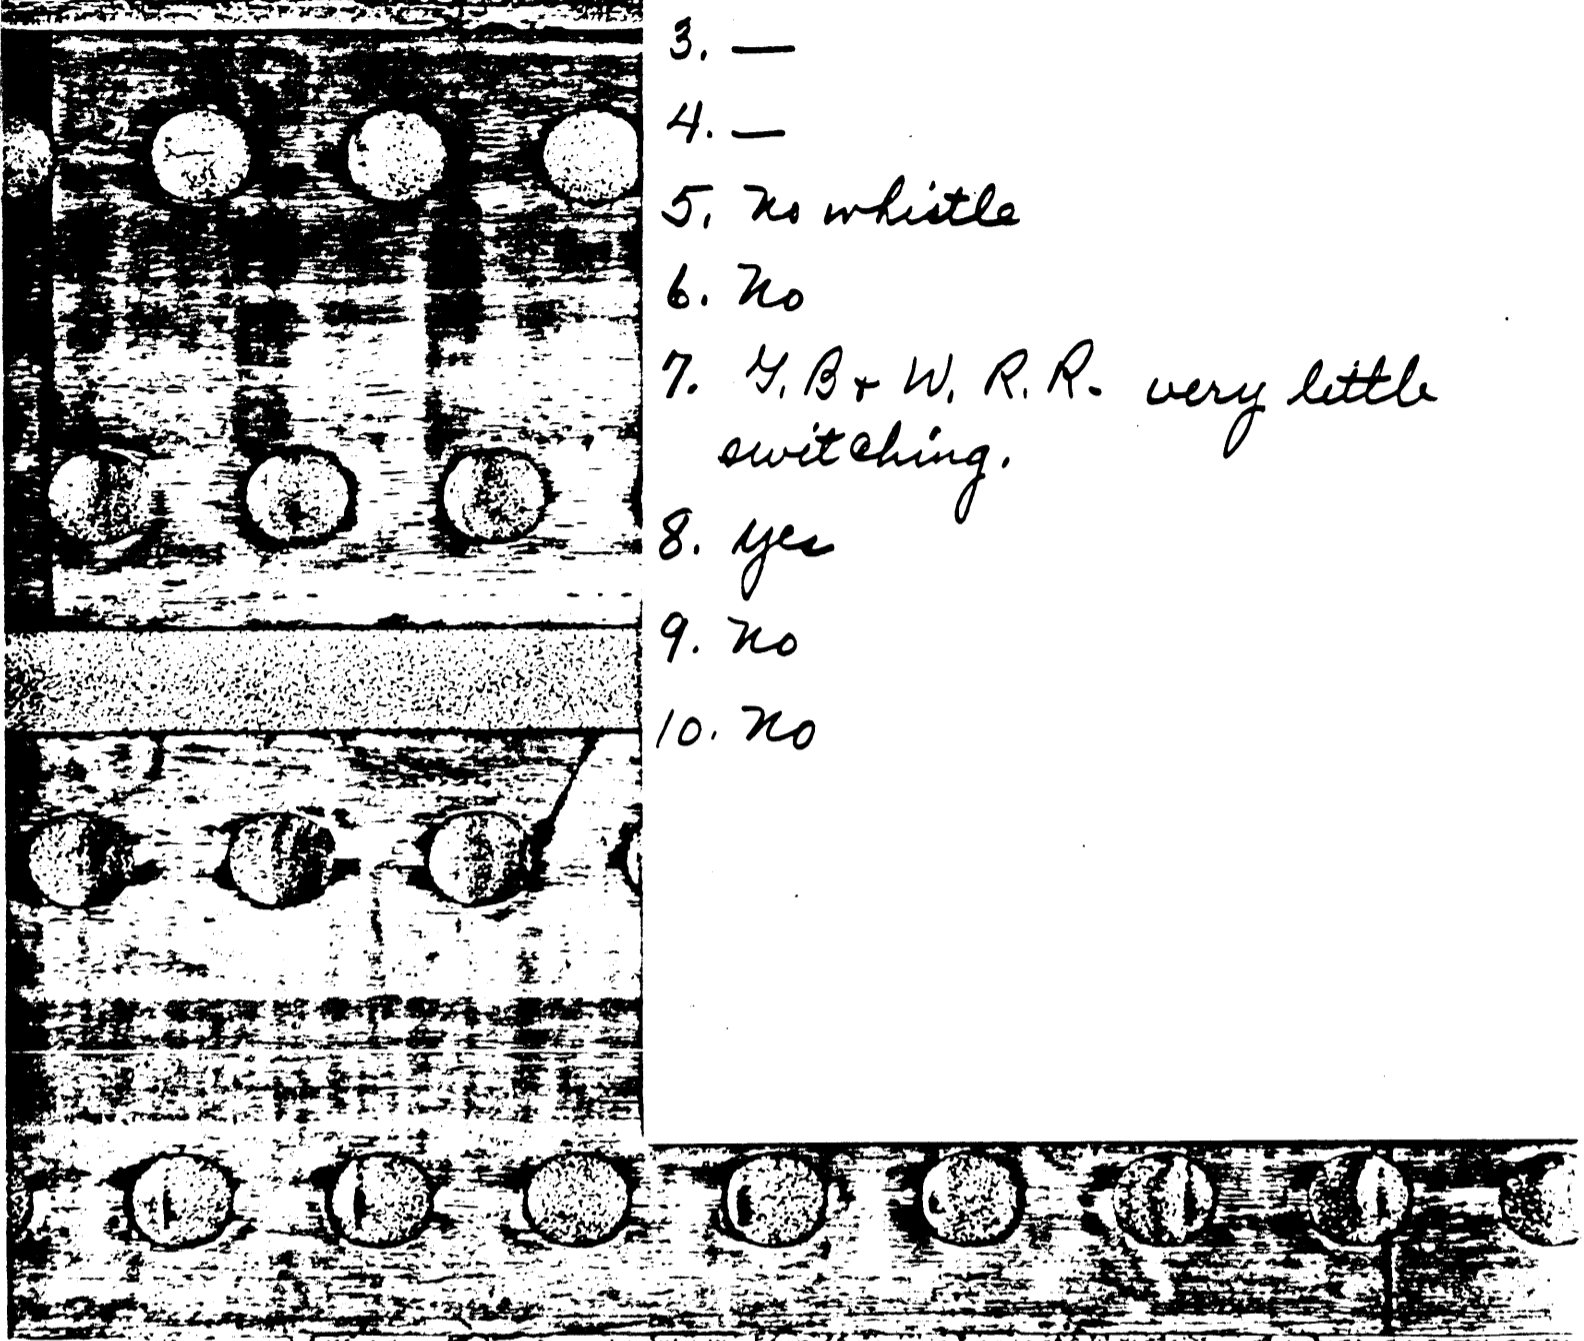 3. —
4. —
5. No whistle
6. No
7. G. B & W. R. R. very little
switching.
8. yes
9. No
10. No